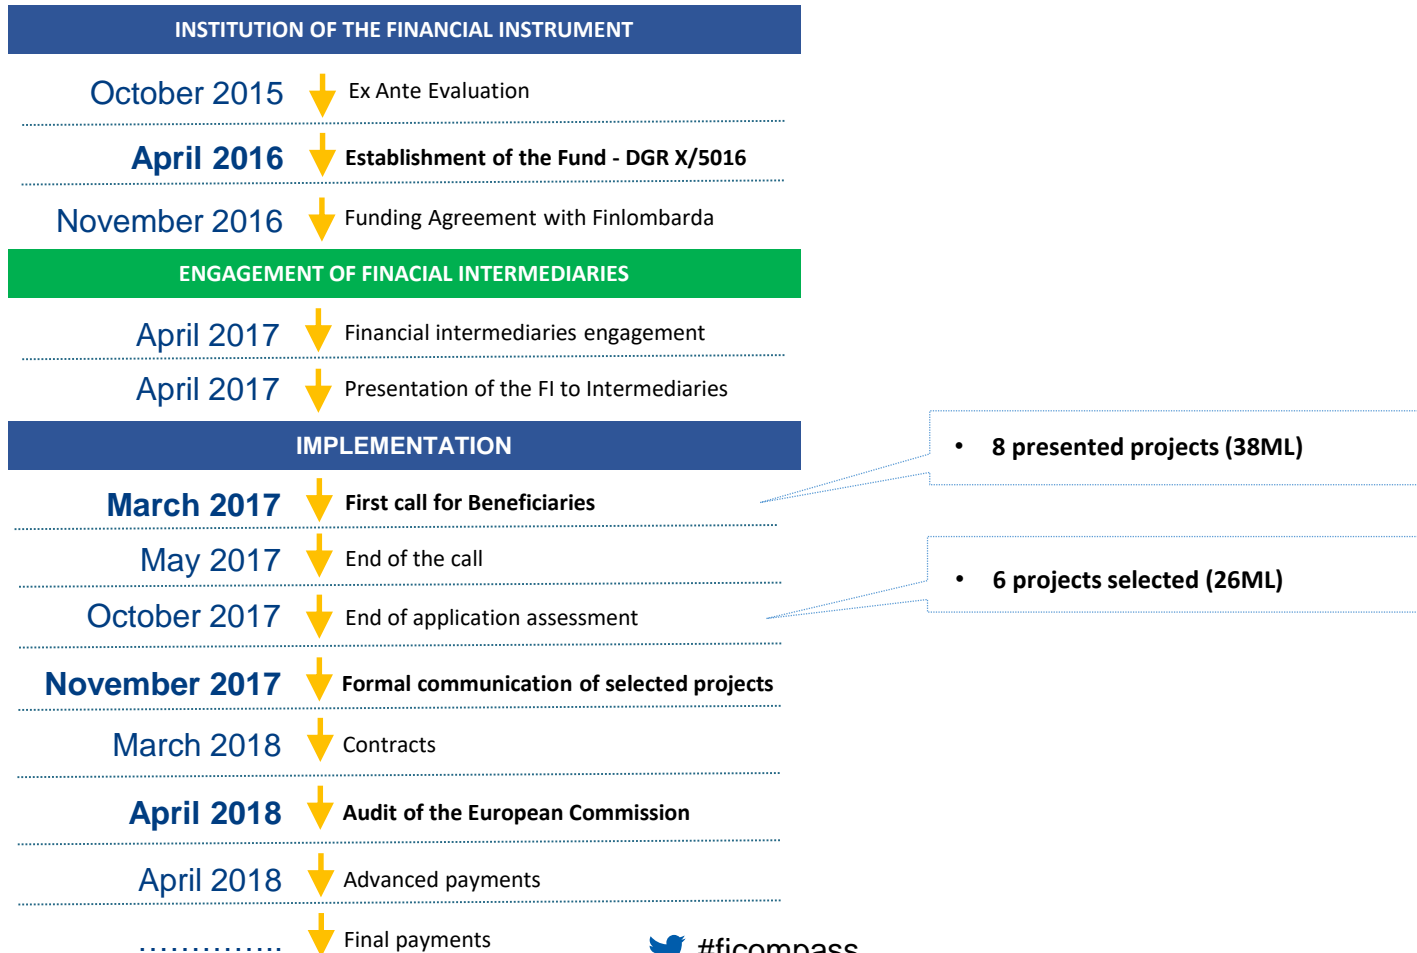 INSTITUTION OF THE FINANCIAL INSTRUMENT
October 2015 Ex Ante Evaluation
April 2016 Establishment of the Fund - DGR X/5016
November 2016 Funding Agreement with Finlombarda
ENGAGEMENT OF FINACIAL INTERMEDIARIES
April 2017 Financial intermediaries engagement
April 2017 Presentation of the FI to Intermediaries
IMPLEMENTATION
• 8 presented projects (38ML)
March 2017 First call for Beneficiaries
May 2017 End of the call
• 6 projects selected (26ML)
October 2017 End of application assessment
November 2017 Formal communication of selected projects
March 2018 Contracts
April 2018 Audit of the European Commission
April 2018 Advanced payments
………….. Final payments
#ficompass